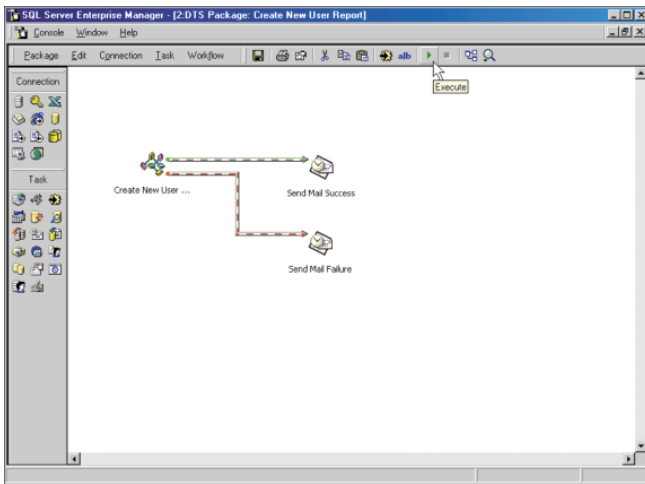 SQL Server Enterprise Manager - [2:DTS Package: Create New User Report]
Console Window Help
Package Edit Connection Task Workflow
alb
Execute
Connection
Task
Create New User ...
Send Mail Success
Send Mail Failure